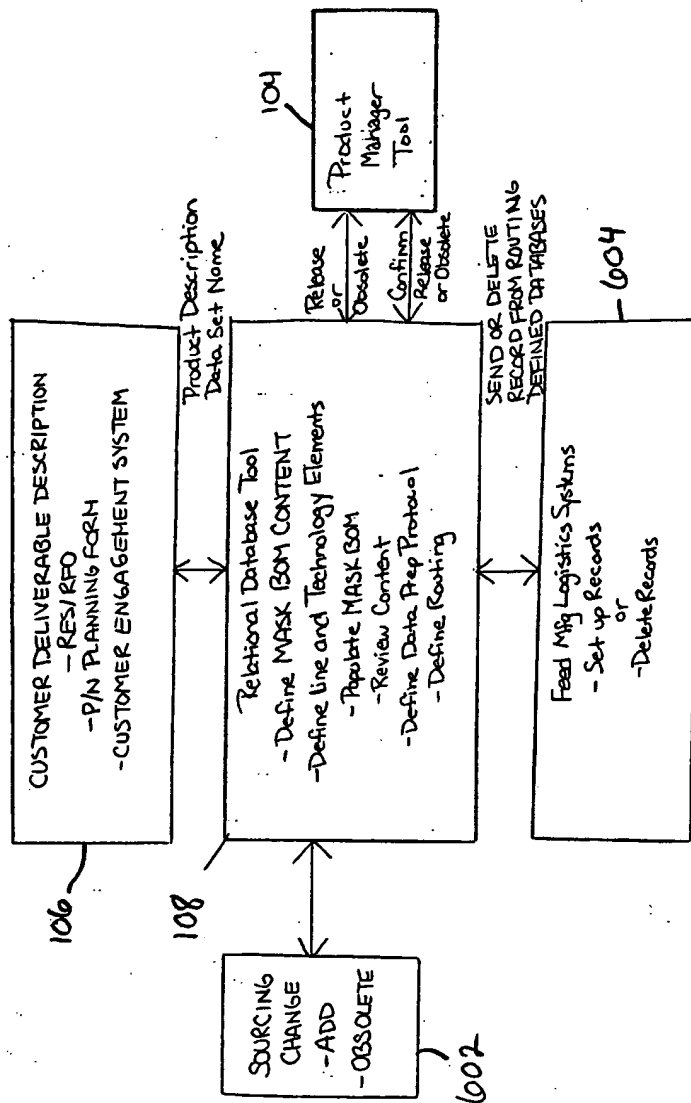 106
CUSTOMER DELIVERABLE DESCRIPTION
- RES/RFO
- P/N PLANNING FORM
- CUSTOMER ENGAGEMENT SYSTEM
Product Description
Data Set Name
108
Relational Database Tool
- Define MASK BOM CONTENT
- Define Line and Technology Elements
- Populate MASK BOM
- Review Content
- Define Data Prep Protocol
- Define Routing
602
SOURCING
CHANGE
- ADD
- OBSOLETE
Release
or
Obsolete
Confirm
Release
or Obsolete
104
Product
Manager
Tool
SEND OR DELETE
RECORD FROM ROUTING
DEFINED DATABASES
604
Feed Mfg Logistics Systems
- Set up Records
or
- Delete Records